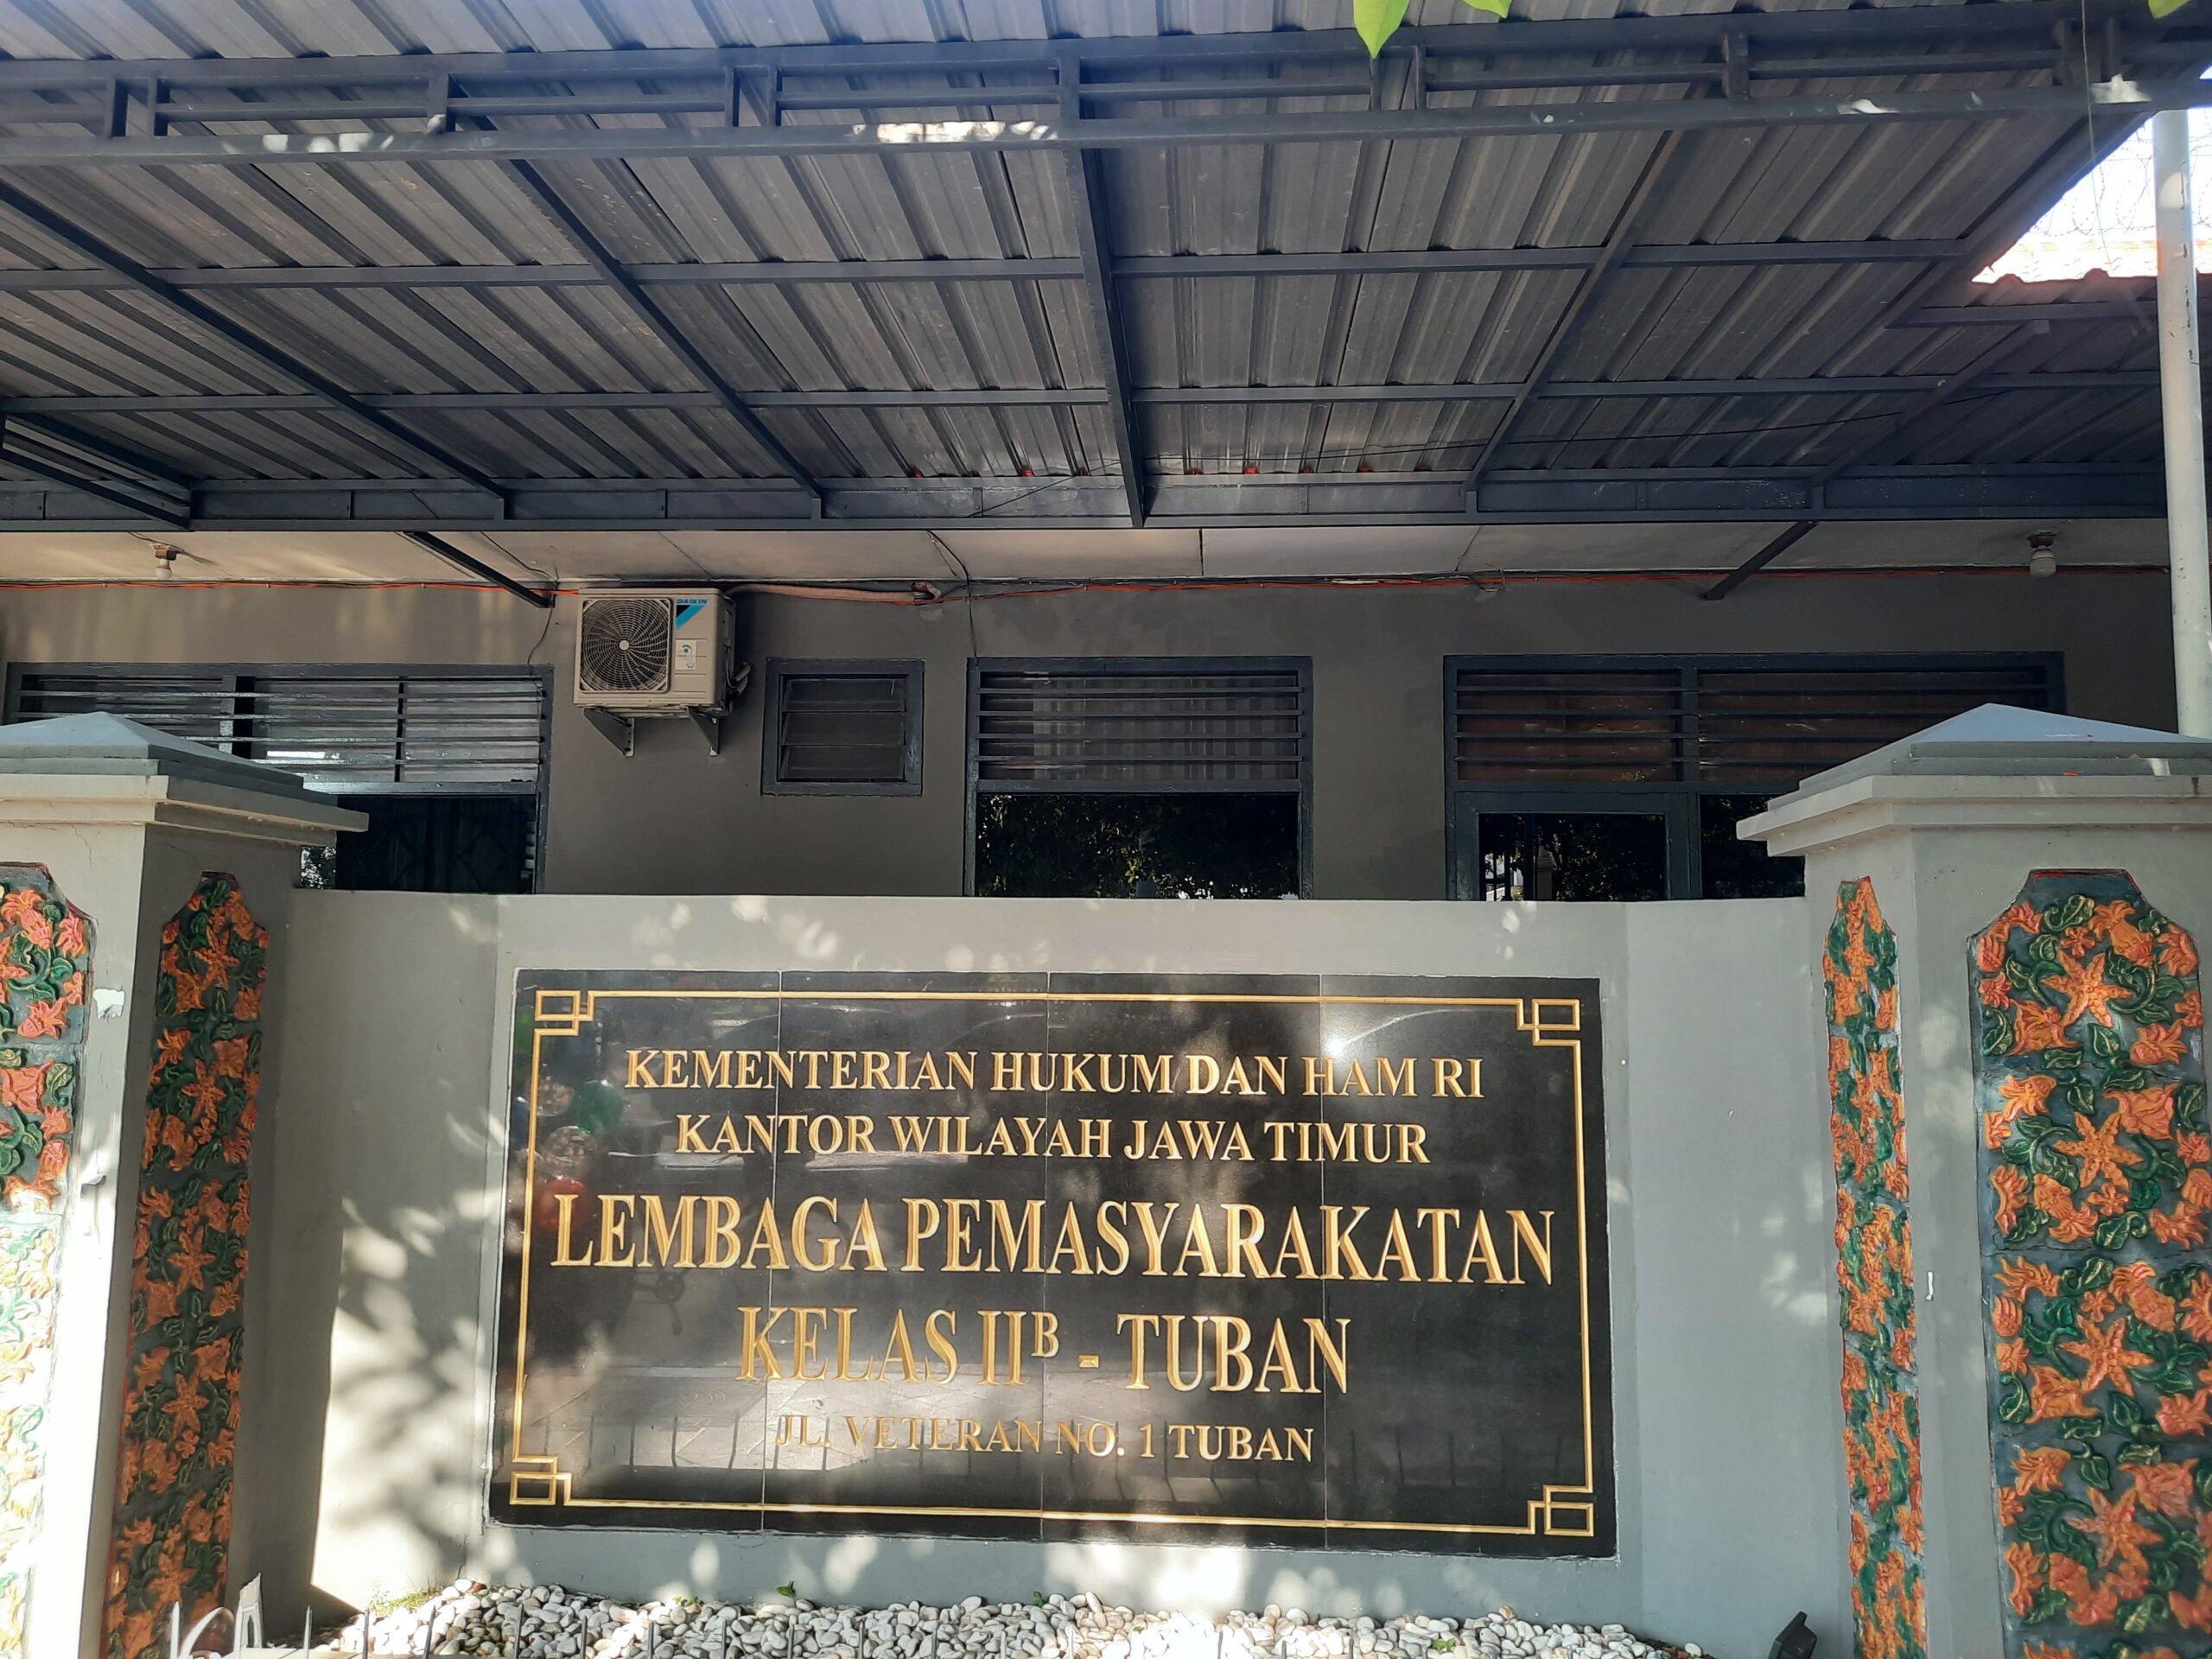 DAIKIN
KEMENTERIAN HUKUM DAN HAM RI
KANTOR WILAYAH JAWA TIMUR
LEMBAGA PEMASYARAKATAN
KELAS IIB - TUBAN
JL. VETERAN NO. 1 TUBAN